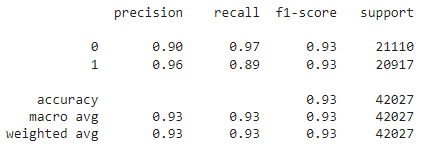 precision recall f1-score support
0 0.90 0.97 0.93 21110
1 0.96 0.89 0.93 20917
accuracy 0.93 42027
macro avg 0.93 0.93 0.93 42027
weighted avg 0.93 0.93 0.93 42027